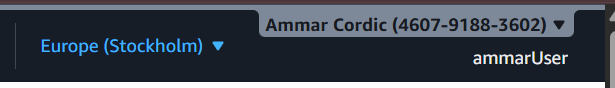 Ammar Cordic (4607-9188-3602) ▼
Europe (Stockholm) ▼
ammarUser